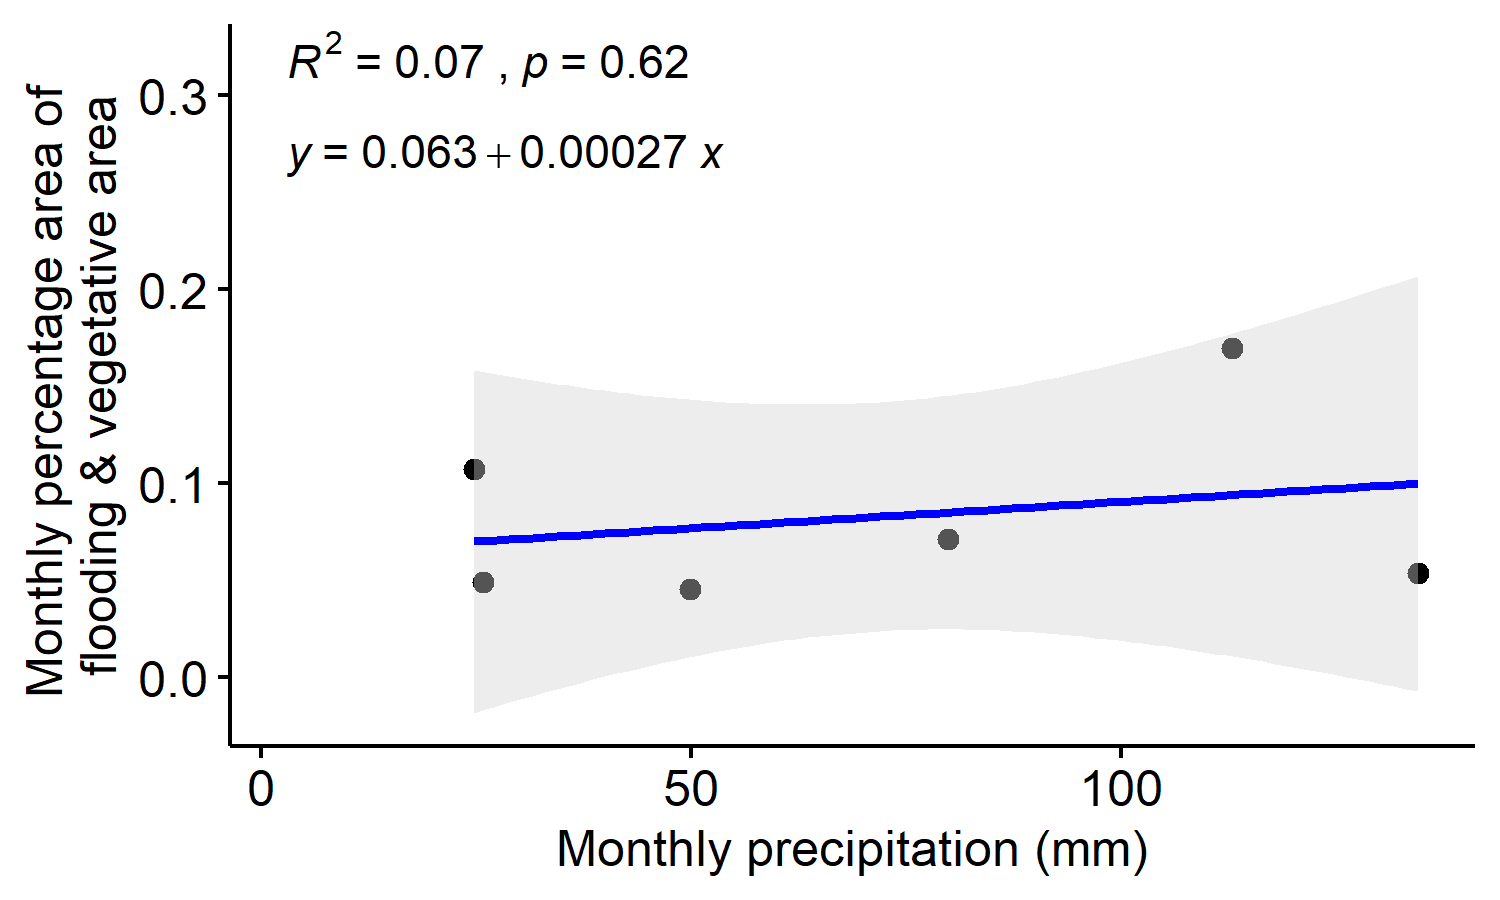 R² = 0.07 , p = 0.62
y = 0.063 + 0.00027 x
Monthly percentage area of
flooding & vegetative area
0.3
0.2
0.1
0.0
0 50 100
Monthly precipitation (mm)